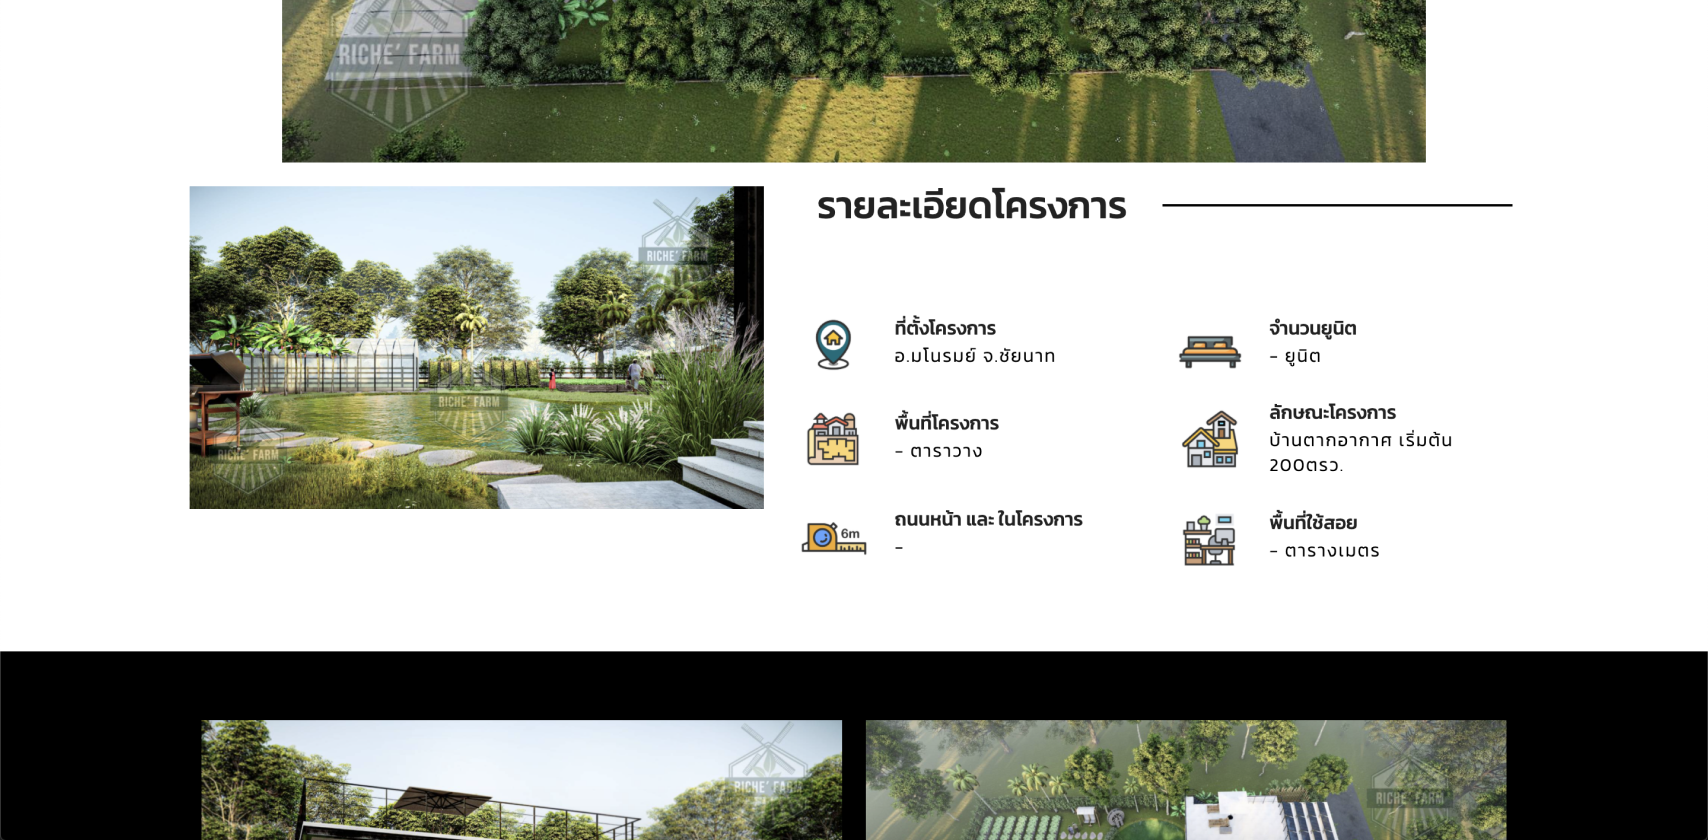 RICHE' FARM
รายละเอียดโครงการ
RICHE' FARM
RICHE' FARM
RICHE' FARM
ที่ตั้งโครงการ
อ.มโนรมย์ จ.ชัยนาท
จำนวนยูนิต
- ยูนิต
พื้นที่โครงการ
- ตาราวาง
ลักษณะโครงการ
บ้านตากอากาศ เริ่มต้น
200ตรว.
6m
ถนนหน้า และ ในโครงการ
-
พื้นที่ใช้สอย
- ตารางเมตร
RICHE' FARM
RICHE' FARM